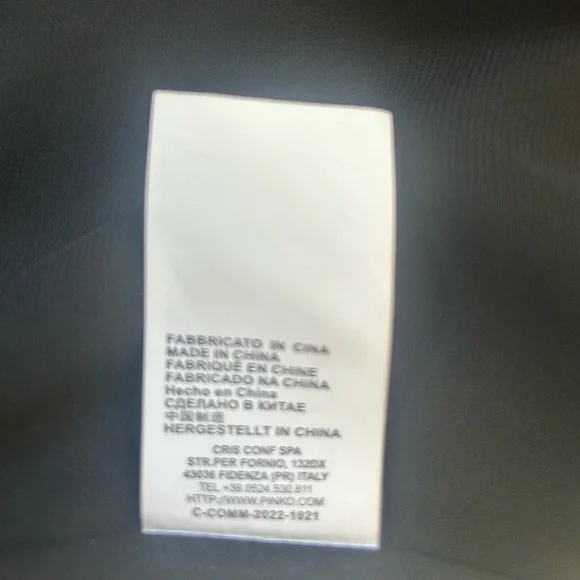 FABBRICATO IN CINA
MADE IN CHINA
FABRIQUÉ EN CHINE
FABRICADO NA CHINA
Hecho en China
СДЕЛАНО В КИТАЕ
中国制造
HERGESTELLT IN CHINA
CRIS CONF SPA
STR.PER FORNIO, 132DX
43036 FIDENZA (PR) ITALY
TEL +39.0524.530.811
HTTP://WWW.PINKO.COM
C-COMM-2022-1021